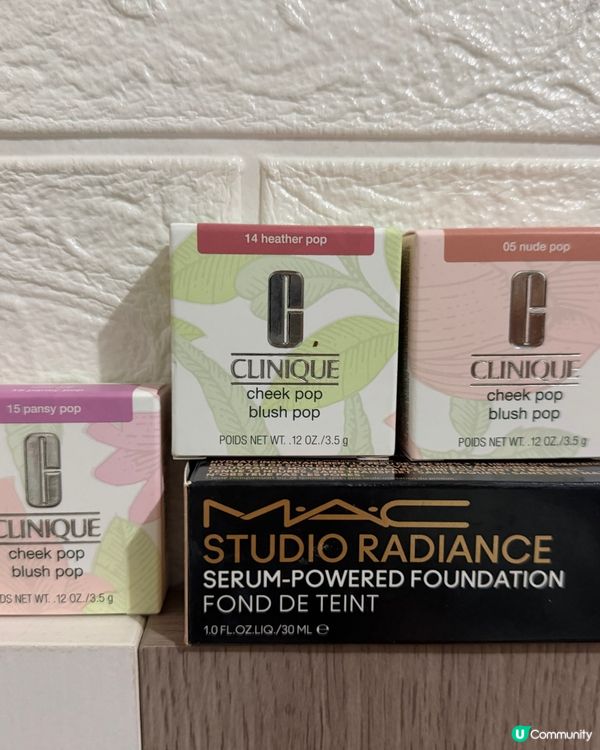 14 heather pop
CLINIQUE
cheek pop
blush pop
POIDS NET WT. .12 OZ./3.5 g
05 nude pop
CLINIQUE
cheek pop
blush pop
POIDS NET WT. .12 OZ./3.5 g
15 pansy pop
CLINIQUE
cheek pop
blush pop
DS NET WT. .12 OZ./3.5 g
M·A·C
STUDIO RADIANCE
SERUM-POWERED FOUNDATION
FOND DE TEINT
1.0 FL.OZ.LIQ./30 ML ℮
U Community